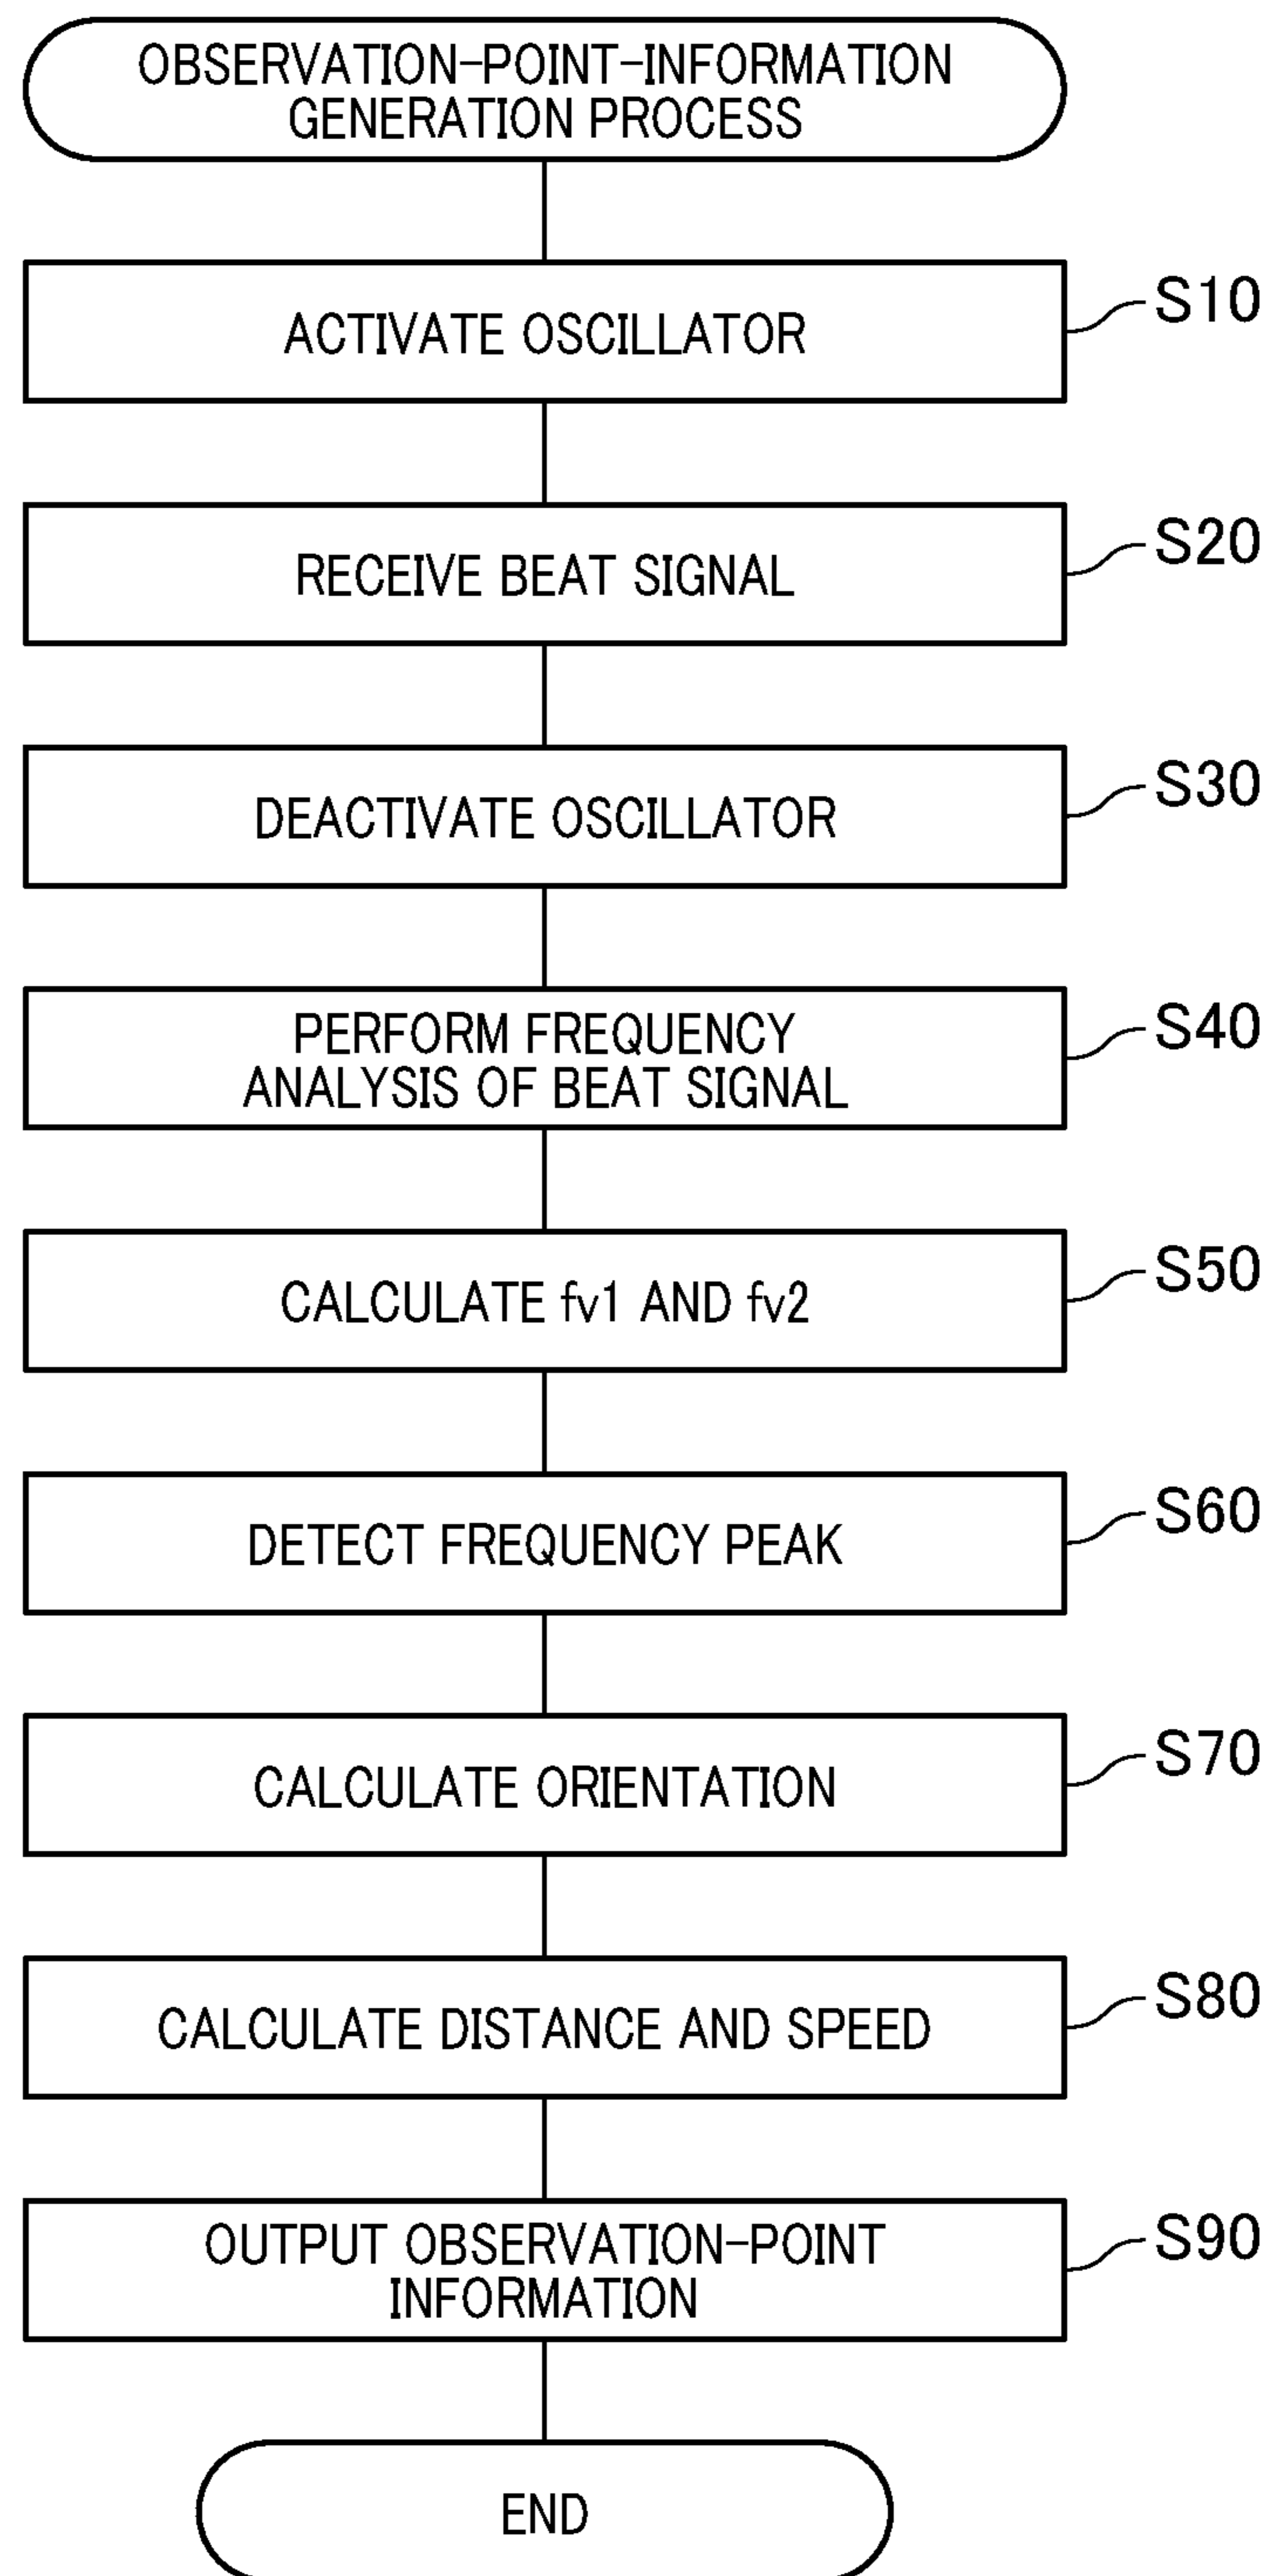 OBSERVATION-POINT-INFORMATION
GENERATION PROCESS
ACTIVATE OSCILLATOR
S10
RECEIVE BEAT SIGNAL
S20
DEACTIVATE OSCILLATOR
S30
PERFORM FREQUENCY
ANALYSIS OF BEAT SIGNAL
S40
CALCULATE fv1 AND fv2
S50
DETECT FREQUENCY PEAK
S60
CALCULATE ORIENTATION
S70
CALCULATE DISTANCE AND SPEED
S80
OUTPUT OBSERVATION-POINT
INFORMATION
S90
END